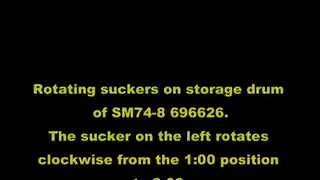 Rotating suckers on storage drum
of SM74-8 696626.
The sucker on the left rotates
clockwise from the 1:00 position